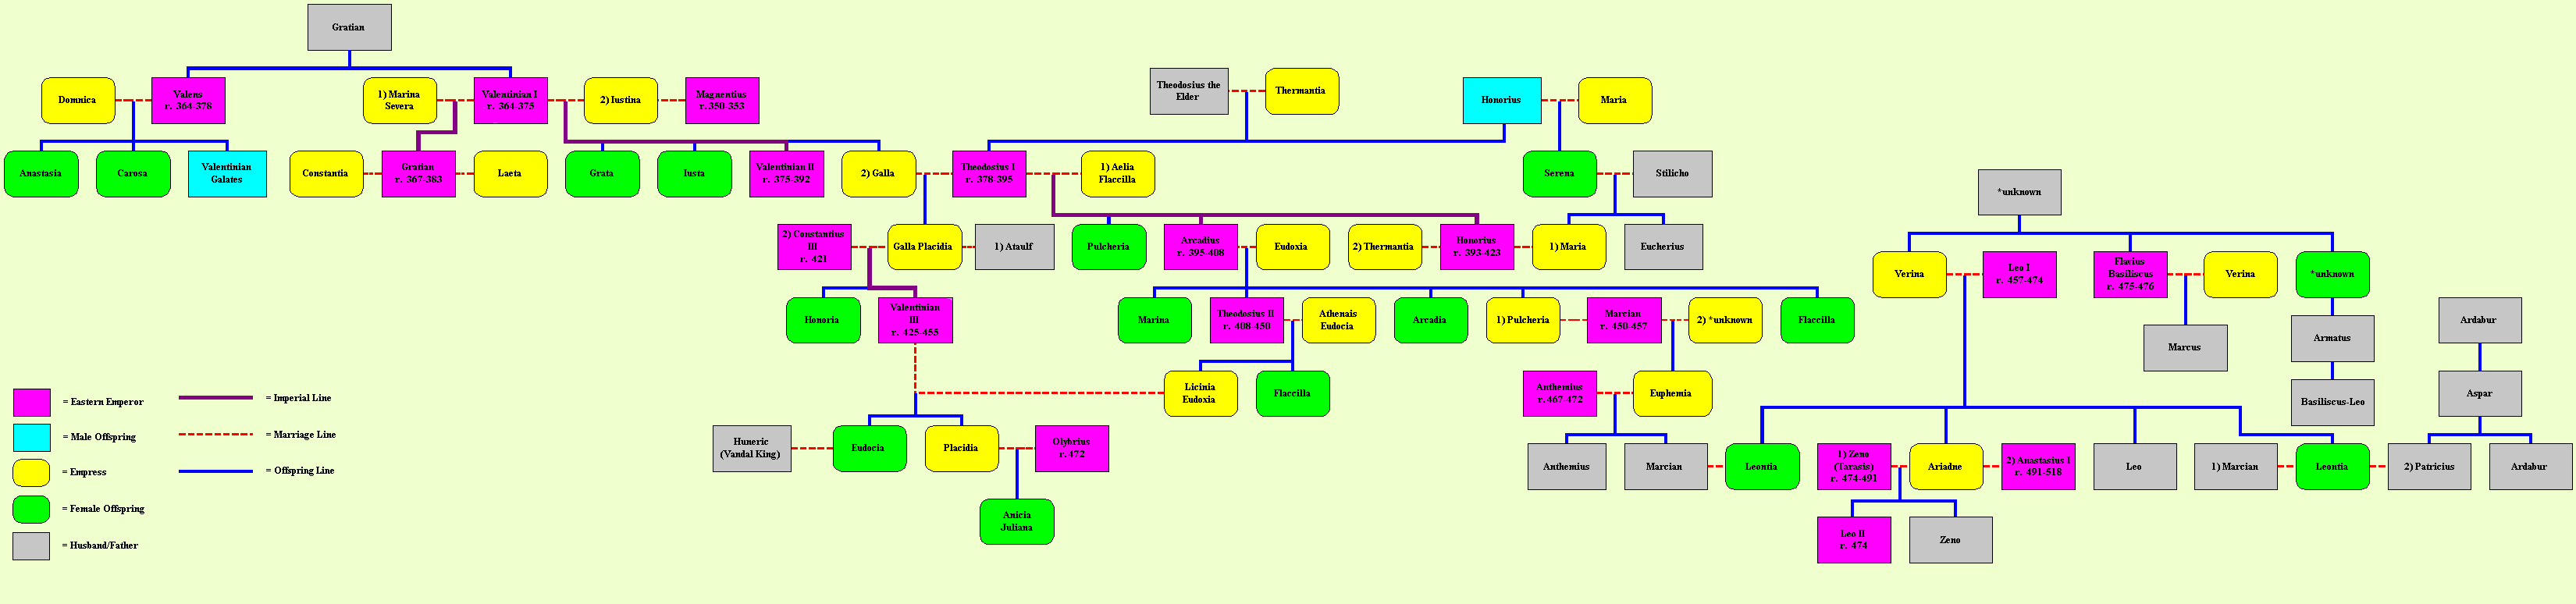 Gratian
Domnica
Valens
r. 364-378
1) Marina
Severa
Valentinian I
r. 364-375
2) Iustina
Magnentius
r. 350-353
Theodosius the
Elder
Thermantia
Honorius
Maria
Anastasia
Carosa
Valentinian
Galates
Constantia
Gratian
r. 367-383
Laeta
Grata
Iusta
Valentinian II
r. 375-392
2) Galla
Theodosius I
r. 378-395
1) Aelia
Flaccilla
Serena
Stilicho
*unknown
2) Constantius
III
r. 421
Galla Placidia
1) Ataulf
Pulcheria
Arcadius
r. 395-408
Eudoxia
2) Thermantia
Honorius
r. 393-423
1) Maria
Eucherius
Verina
Leo I
r. 457-474
Flavius
Basiliscus
r. 475-476
Verina
*unknown
Honoria
Valentinian
III
r. 425-455
Marina
Theodosius II
r. 408-450
Athenais
Eudocia
Arcadia
1) Pulcheria
Marcian
r. 450-457
2) *unknown
Flaccilla
Marcus
Armatus
Ardabur
Licinia
Eudoxia
Flaccilla
Anthemius
r. 467-472
Euphemia
Basiliscus-Leo
Aspar
Huneric
(Vandal King)
Eudocia
Placidia
Olybrius
r. 472
Anthemius
Marcian
Leontia
1) Zeno
(Tarasis)
r. 474-491
Ariadne
2) Anastasius I
r. 491-518
Leo
1) Marcian
Leontia
2) Patricius
Ardabur
Anicia
Juliana
Leo II
r. 474
Zeno
= Eastern Emperor
= Imperial Line
= Male Offspring
= Marriage Line
= Empress
= Offspring Line
= Female Offspring
= Husband/Father